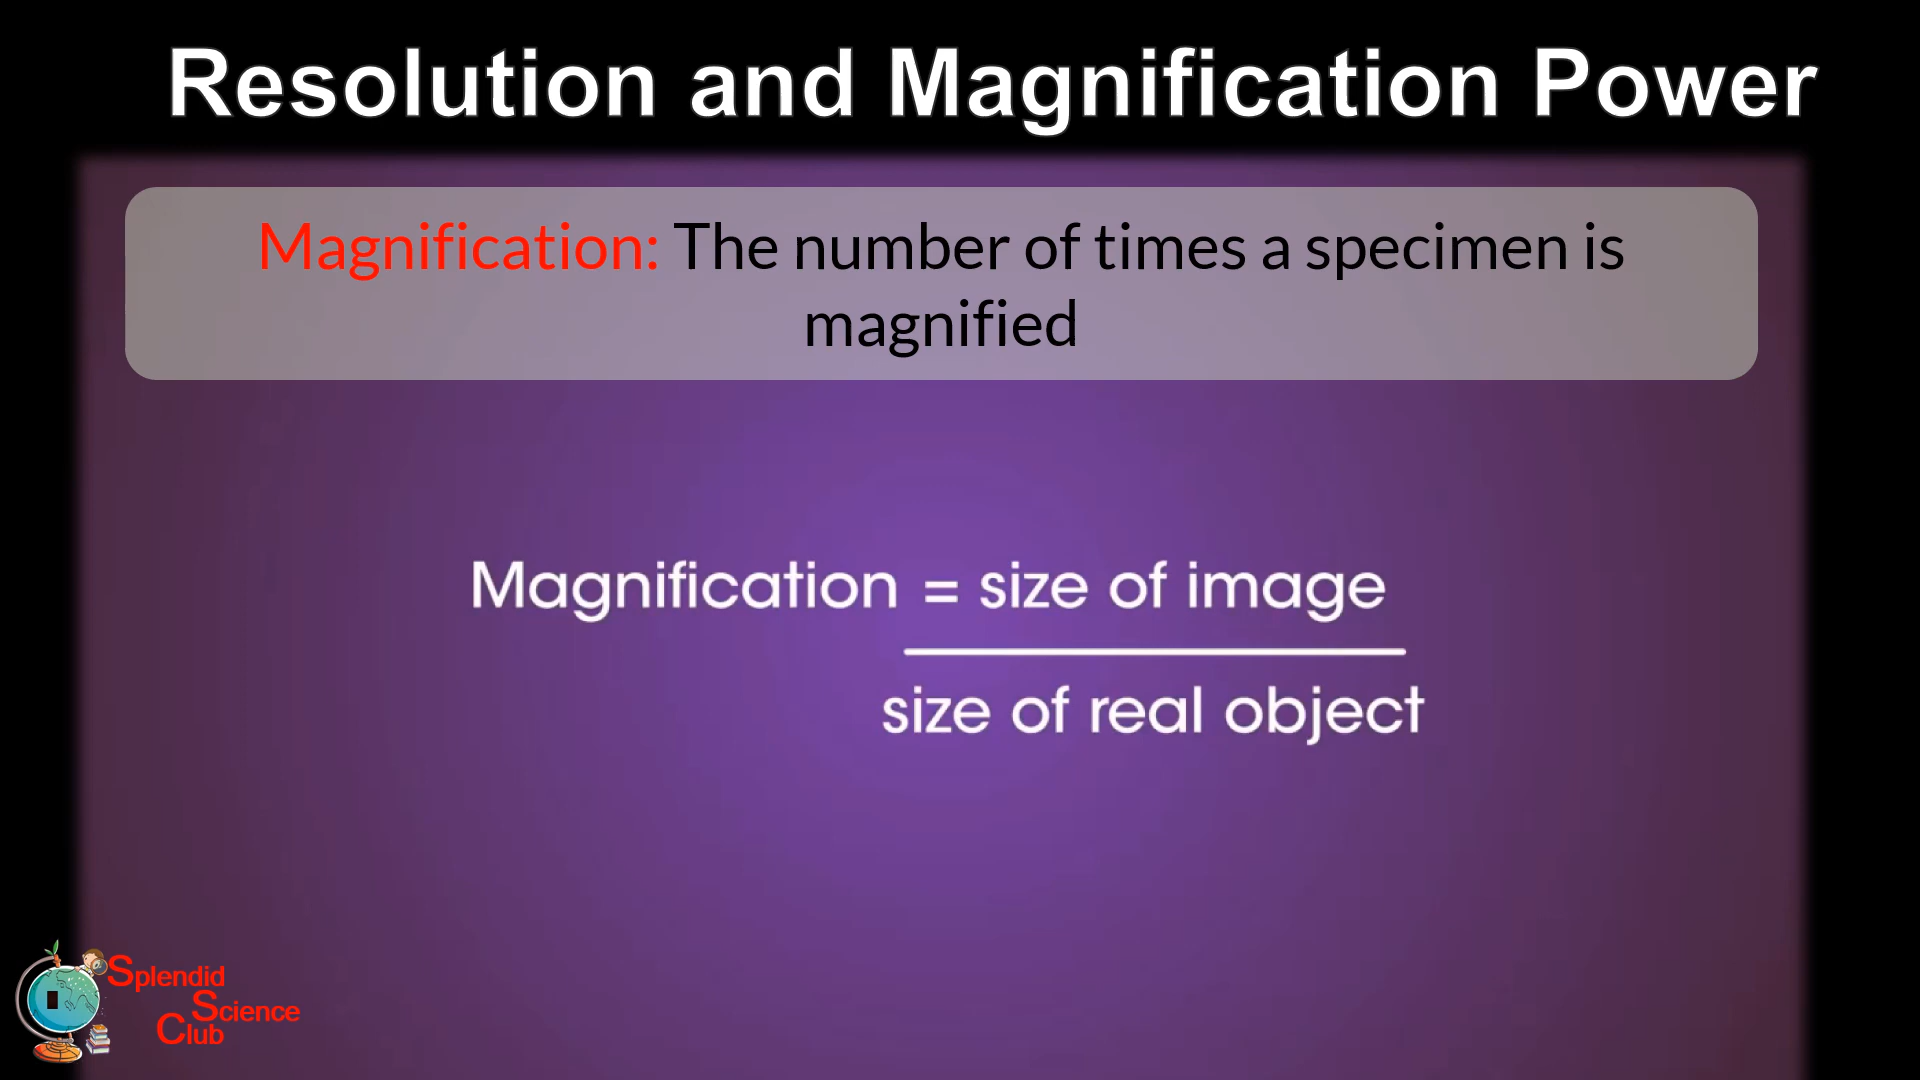 Resolution and Magnification Power
Magnification: The number of times a specimen is
magnified
Magnification = size of image
size of real object
Splendid
Science
Club